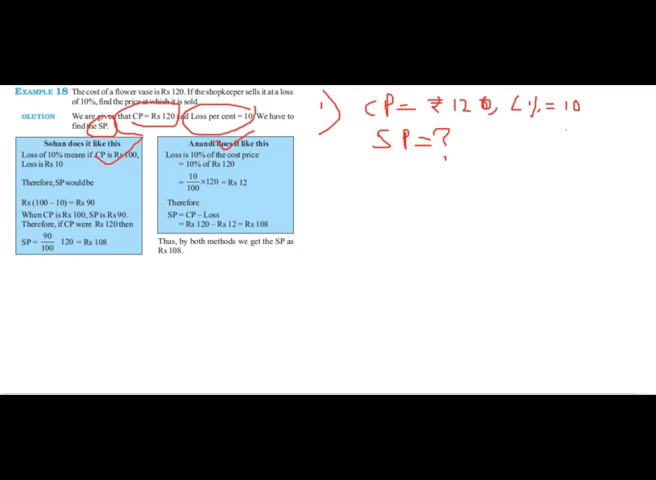 EXAMPLE 18 The cost of a flower vase is Rs 120. If the shopkeeper sells it at a loss
of 10%, find the price at which it is sold.
OLUTION We are given that CP = Rs 120 and Loss per cent = 10. We have to
find the SP.
Sohan does it like this
Loss of 10% means if CP is Rs 100,
Loss is Rs 10
Therefore, SP would be
Rs (100 – 10) = Rs 90
When CP is Rs 100, SP is Rs 90.
Therefore, if CP were Rs 120 then
SP = 90/100 120 = Rs 108
Anandi does it like this
Loss is 10% of the cost price
= 10% of Rs 120
= 10/100 × 120 = Rs 12
Therefore
SP = CP – Loss
= Rs 120 – Rs 12 = Rs 108
Thus, by both methods we get the SP as
Rs 108.
1) CP = ₹ 120, L% = 10
SP = ?